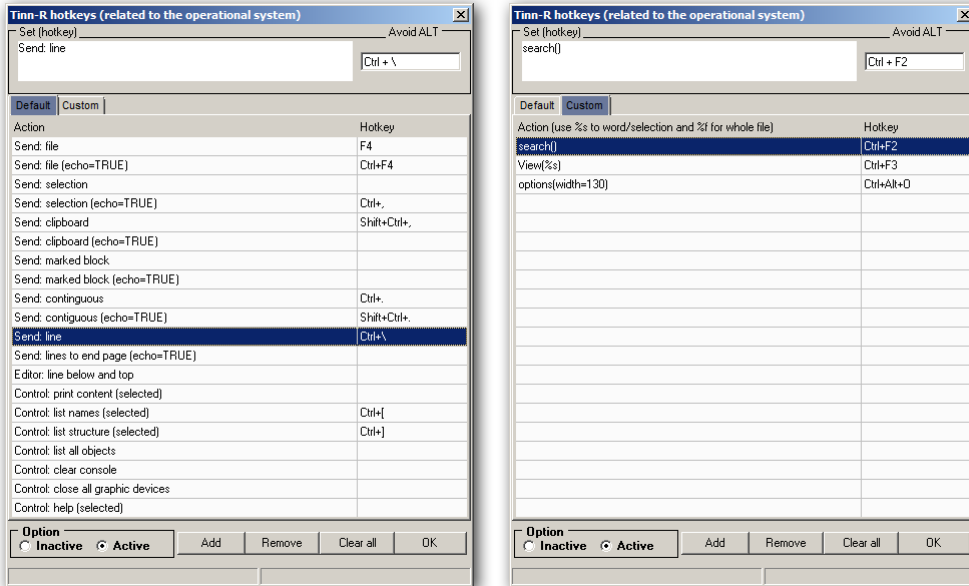 Tinn-R hotkeys (related to the operational system)
Set (hotkey) Avoid ALT
Send: line
Ctrl + \
Default Custom
Action Hotkey
Send: file F4
Send: file (echo=TRUE) Ctrl+F4
Send: selection
Send: selection (echo=TRUE) Ctrl+,
Send: clipboard Shift+Ctrl+,
Send: clipboard (echo=TRUE)
Send: marked block
Send: marked block (echo=TRUE)
Send: continguous Ctrl+.
Send: contiguous (echo=TRUE) Shift+Ctrl+.
Send: line Ctrl+\
Send: lines to end page (echo=TRUE)
Editor: line below and top
Control: print content (selected)
Control: list names (selected) Ctrl+[
Control: list structure (selected) Ctrl+]
Control: list all objects
Control: clear console
Control: close all graphic devices
Control: help (selected)
Option
Inactive Active Add Remove Clear all OK
Tinn-R hotkeys (related to the operational system)
Set (hotkey) Avoid ALT
search()
Ctrl + F2
Default Custom
Action (use %s to word/selection and %f for whole file) Hotkey
search() Ctrl+F2
View(%s) Ctrl+F3
options(width=130) Ctrl+Alt+O
Option
Inactive Active Add Remove Clear all OK